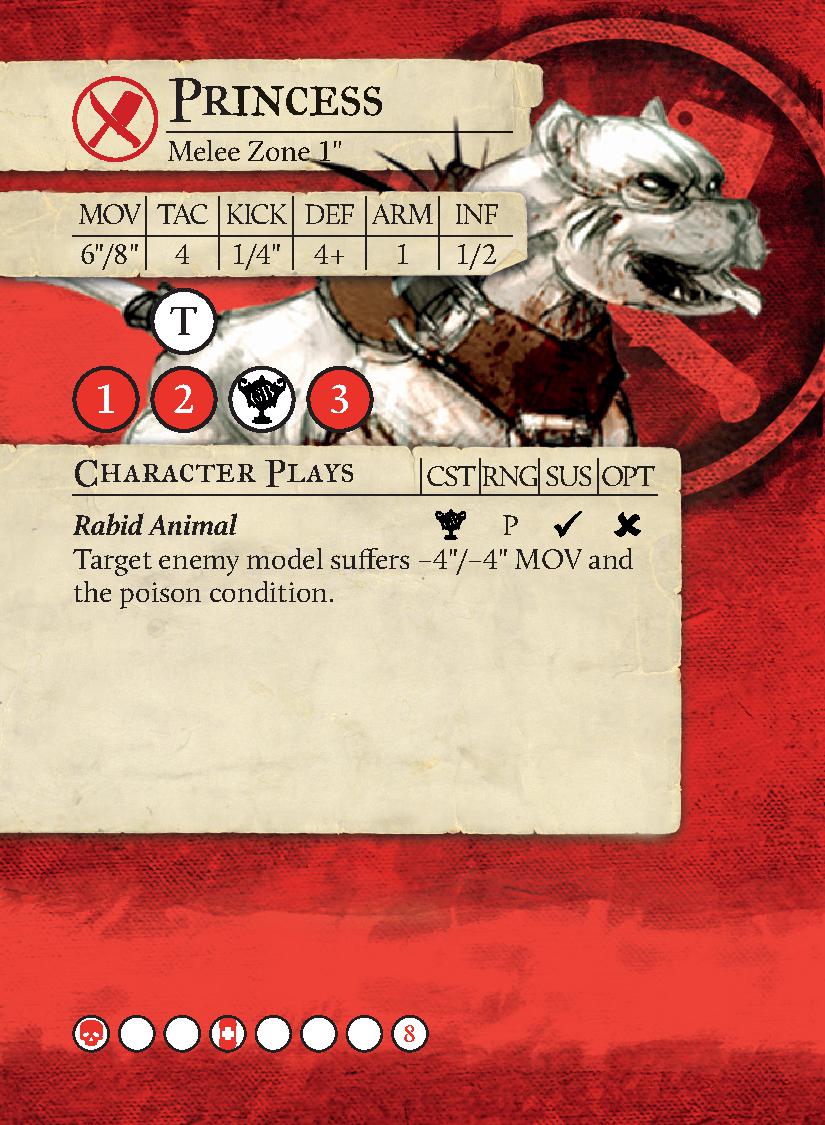 PRINCESS
Melee Zone 1"
MOV TAC KICK DEF ARM INF
6"/8" 4 1/4" 4+ 1 1/2
T
1 2 GB 3
CHARACTER PLAYS CST RNG SUS OPT
Rabid Animal P ✓ ✘
Target enemy model suffers –4"/–4" MOV and
the poison condition.
8